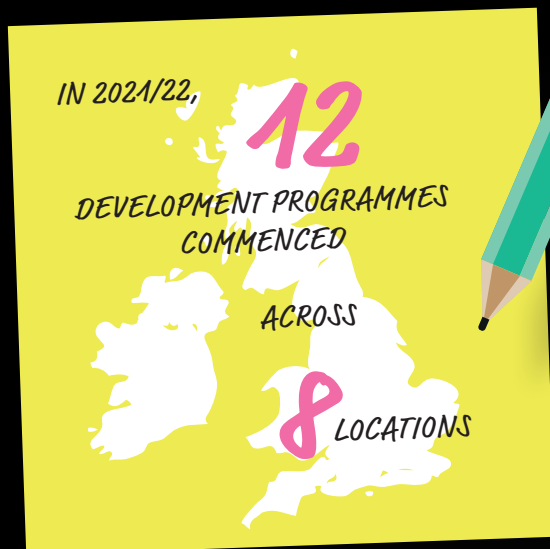 IN 2021/22,
12
DEVELOPMENT PROGRAMMES
COMMENCED
ACROSS
8 LOCATIONS